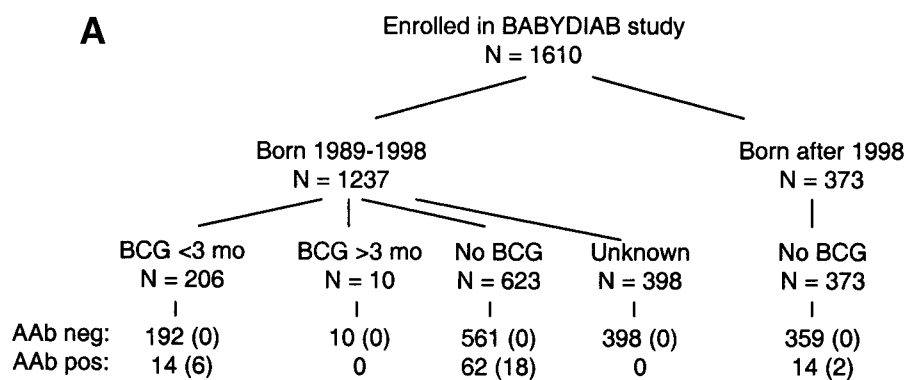 A
Enrolled in BABYDIAB study
N = 1610
Born 1989-1998
N = 1237
Born after 1998
N = 373
BCG <3 mo
N = 206
BCG >3 mo
N = 10
No BCG
N = 623
Unknown
N = 398
No BCG
N = 373
AAb neg: 192 (0) 10 (0) 561 (0) 398 (0) 359 (0)
AAb pos: 14 (6) 0 62 (18) 0 14 (2)